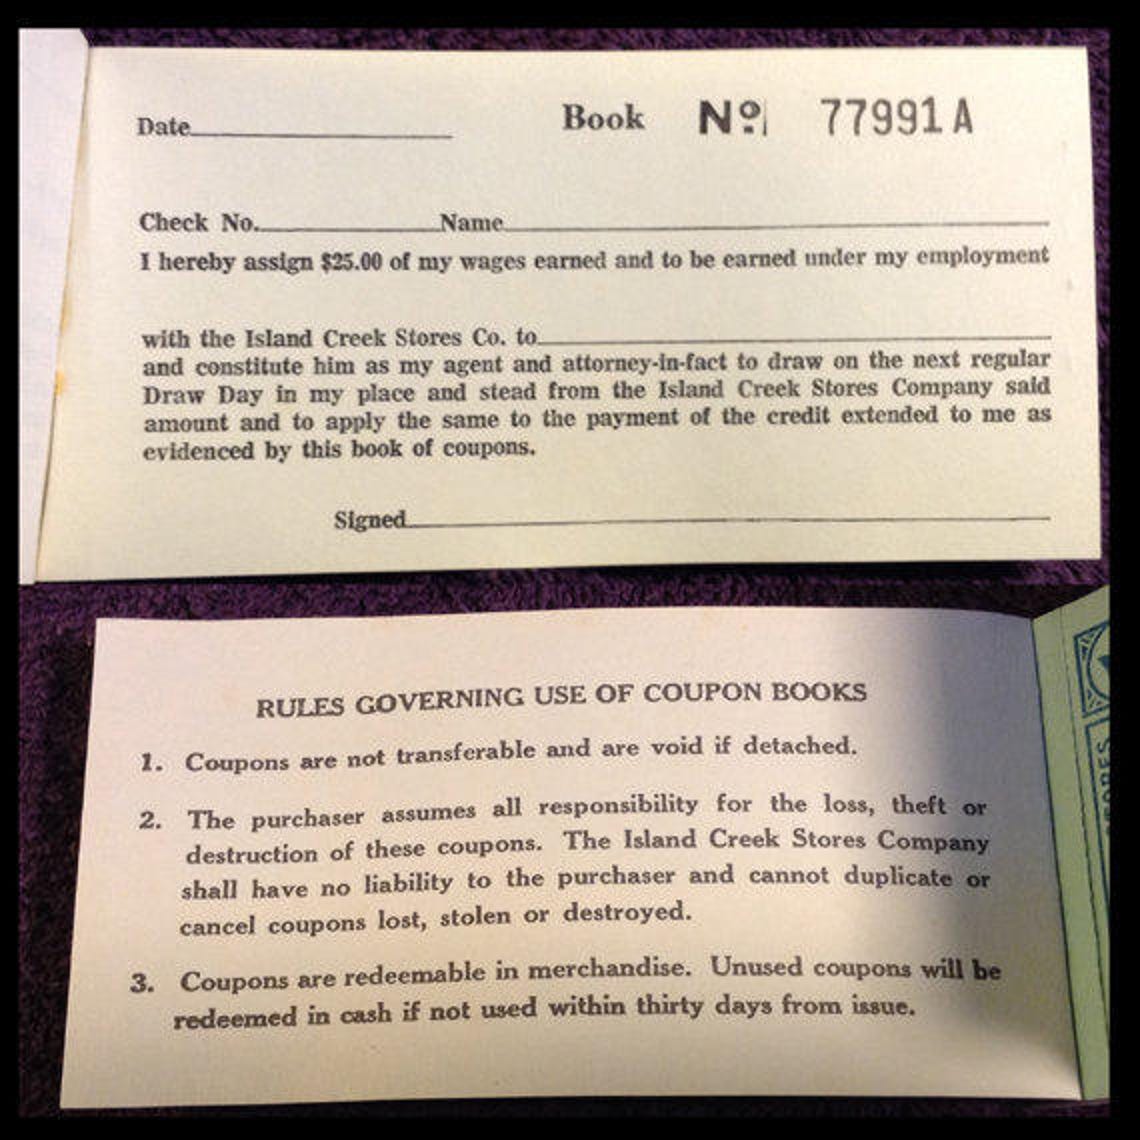 Date
Book No. 77991 A
Check No. Name
I hereby assign $25.00 of my wages earned and to be earned under my employment
with the Island Creek Stores Co. to
and constitute him as my agent and attorney-in-fact to draw on the next regular
Draw Day in my place and stead from the Island Creek Stores Company said
amount and to apply the same to the payment of the credit extended to me as
evidenced by this book of coupons.
Signed
RULES GOVERNING USE OF COUPON BOOKS
1. Coupons are not transferable and are void if detached.
2. The purchaser assumes all responsibility for the loss, theft or
destruction of these coupons. The Island Creek Stores Company
shall have no liability to the purchaser and cannot duplicate or
cancel coupons lost, stolen or destroyed.
3. Coupons are redeemable in merchandise. Unused coupons will be
redeemed in cash if not used within thirty days from issue.